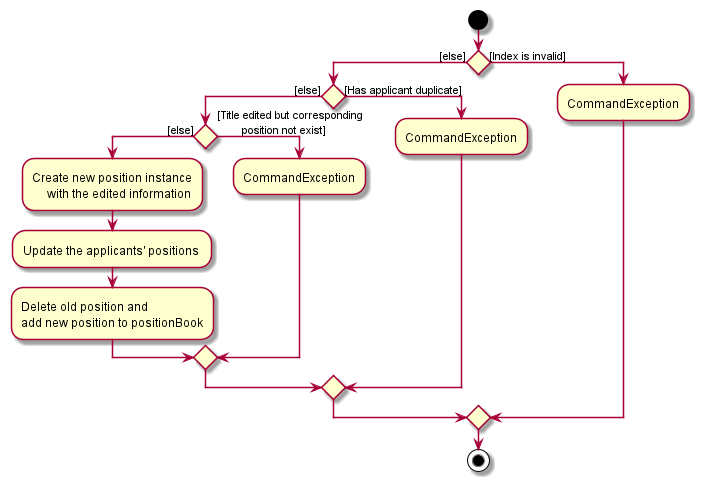 [else]
[Index is invalid]
[else]
[Has applicant duplicate]
CommandException
[Title edited but corresponding
position not exist]
[else]
CommandException
Create new position instance
with the edited information
CommandException
Update the applicants' positions
Delete old position and
add new position to positionBook